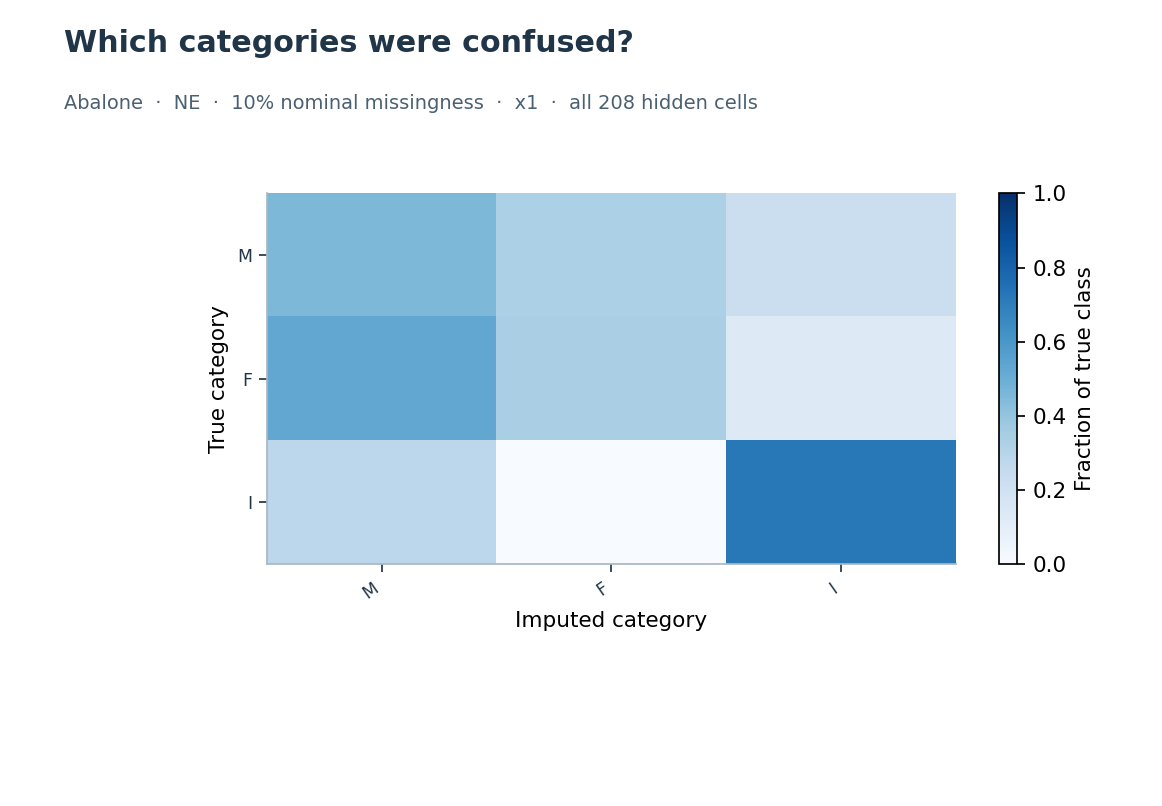 Which categories were confused?
Abalone · NE · 10% nominal missingness · x1 · all 208 hidden cells
True category
M
F
I
M
F
I
Imputed category
1.0
0.8
0.6
0.4
0.2
0.0
Fraction of true class